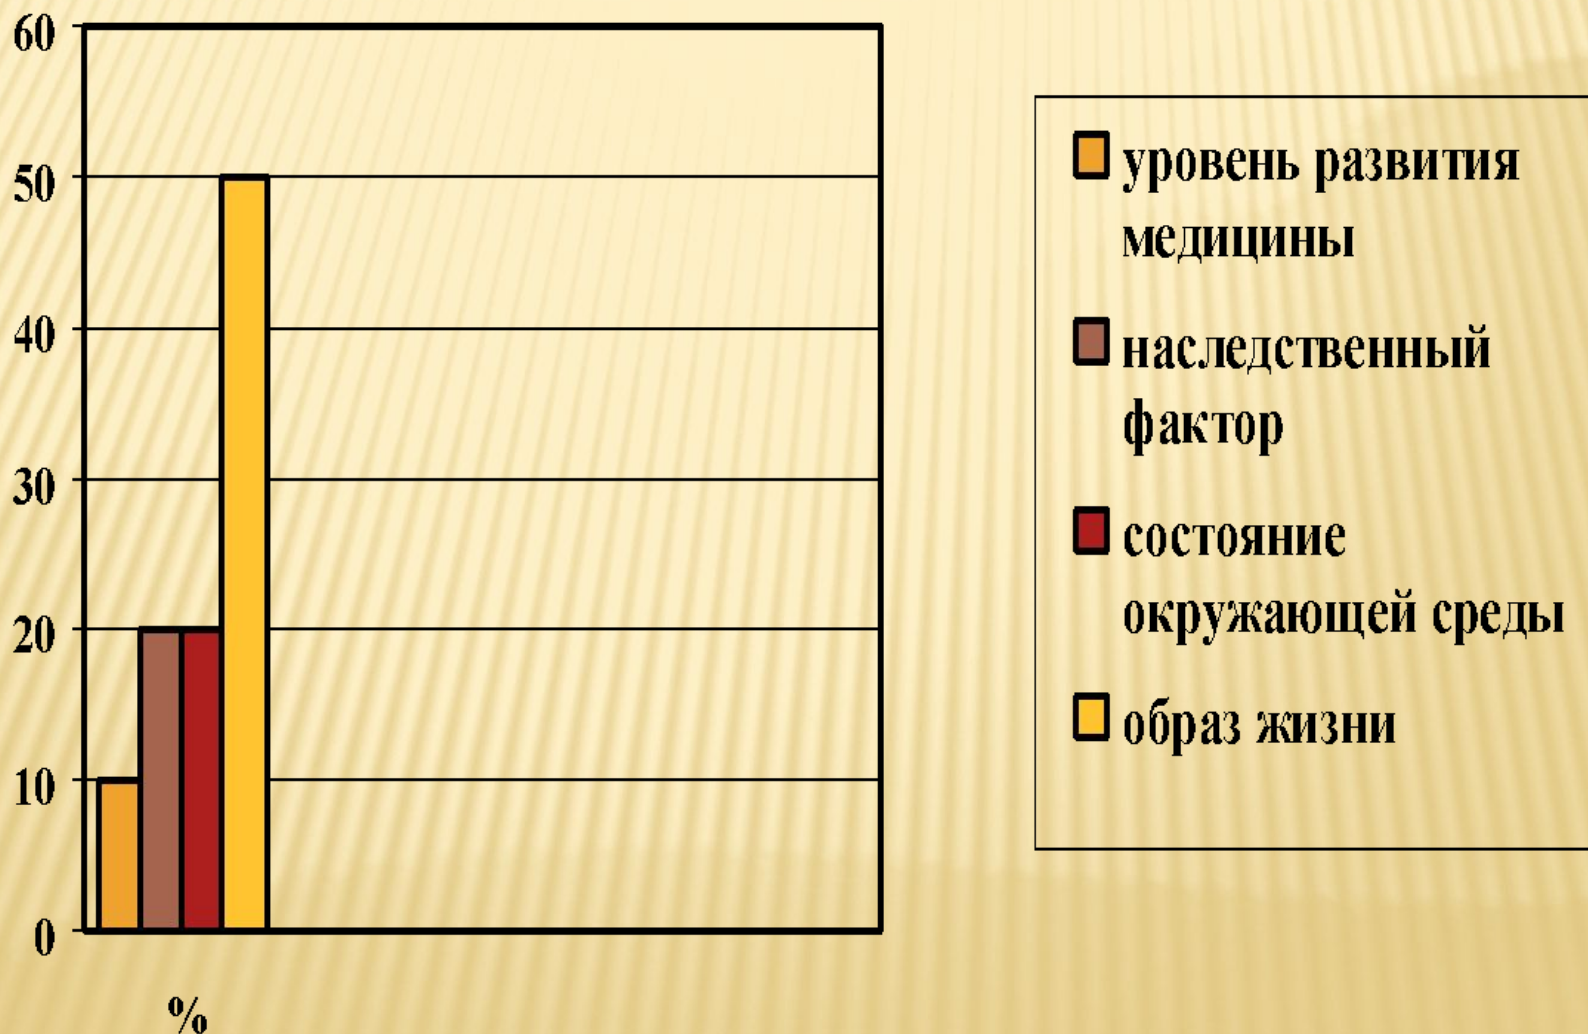 60
50
40
30
20
10
0
%
уровень развития
медицины
наследственный
фактор
состояние
окружающей среды
образ жизни